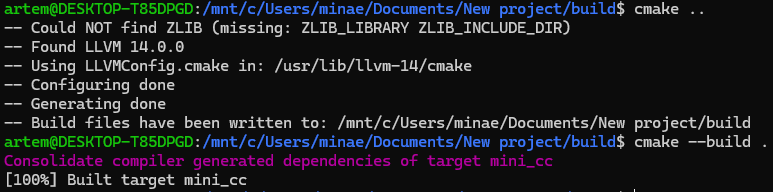 artem@DESKTOP-T85DPGD:/mnt/c/Users/minae/Documents/New project/build$ cmake ..
-- Could NOT find ZLIB (missing: ZLIB_LIBRARY ZLIB_INCLUDE_DIR)
-- Found LLVM 14.0.0
-- Using LLVMConfig.cmake in: /usr/lib/llvm-14/cmake
-- Configuring done
-- Generating done
-- Build files have been written to: /mnt/c/Users/minae/Documents/New project/build
artem@DESKTOP-T85DPGD:/mnt/c/Users/minae/Documents/New project/build$ cmake --build .
Consolidate compiler generated dependencies of target mini_cc
[100%] Built target mini_cc